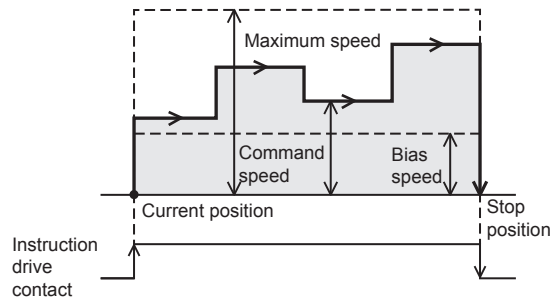 Maximum speed
Command
speed
Bias
speed
Current position
Stop
position
Instruction
drive
contact